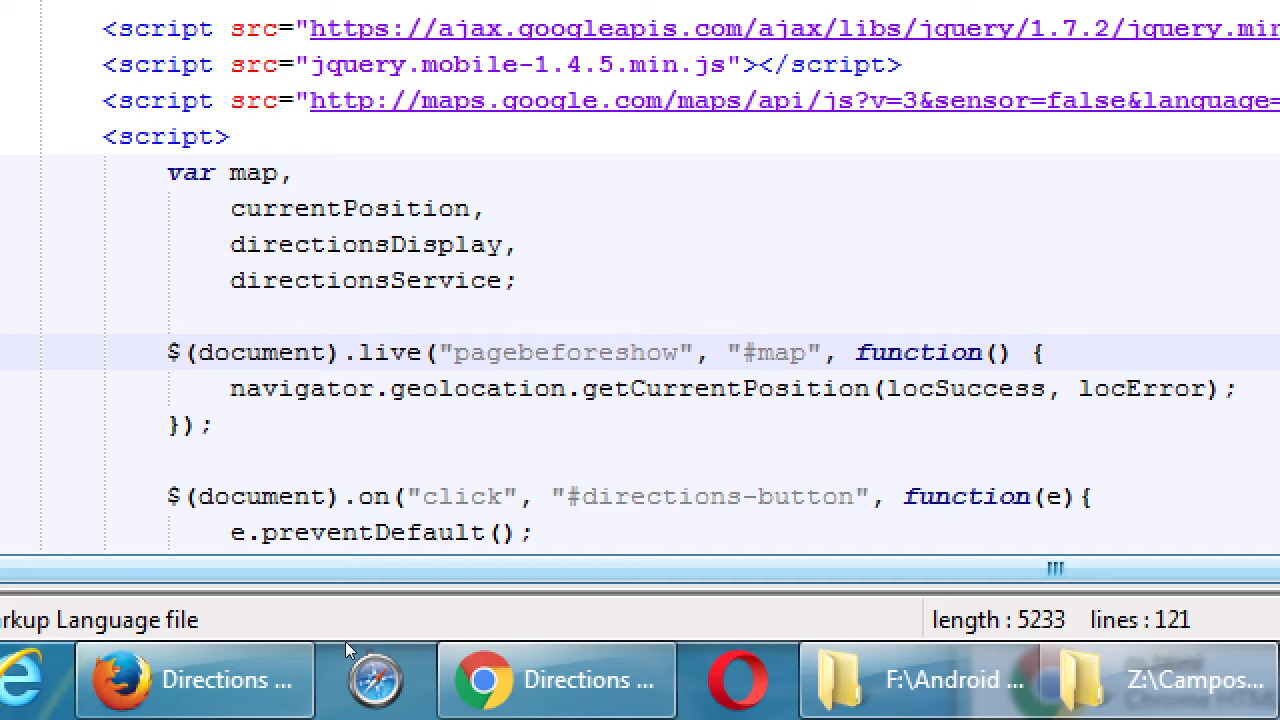 <script src="https://ajax.googleapis.com/ajax/libs/jquery/1.7.2/jquery.min
<script src="jquery.mobile-1.4.5.min.js"></script>
<script src="http://maps.google.com/maps/api/js?v=3&sensor=false&language=
<script>
var map,
currentPosition,
directionsDisplay,
directionsService;
$(document).live("pagebeforeshow", "#map", function() {
navigator.geolocation.getCurrentPosition(locSuccess, locError);
});
$(document).on("click", "#directions-button", function(e){
e.preventDefault();
rkup Language file length : 5233 lines : 121
Directions ... Directions ... F:\Android ... Z:\Campos...